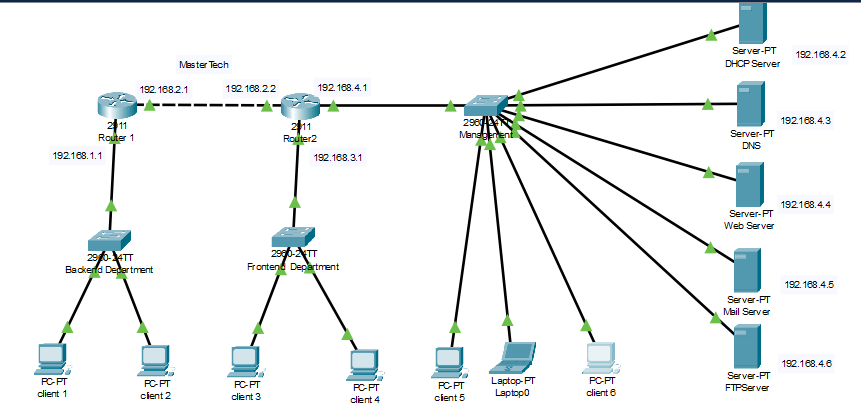 MasterTech
192.168.2.1
192.168.2.2
192.168.4.1
2911
Router 1
2911
Router2
192.168.1.1
192.168.3.1
2960-24TT
Management
Server-PT
DHCP Server
192.168.4.2
Server-PT
DNS
192.168.4.3
Server-PT
Web Server
192.168.4.4
Server-PT
Mail Server
192.168.4.5
Server-PT
FTPServer
192.168.4.6
2960-24TT
Backend Department
2960-24TT
Frontend Department
PC-PT
client 1
PC-PT
client 2
PC-PT
client 3
PC-PT
client 4
PC-PT
client 5
Laptop-PT
Laptop0
PC-PT
client 6